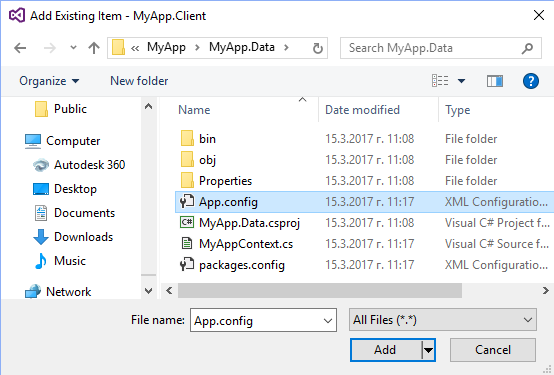 Add Existing Item - MyApp.Client
« MyApp > MyApp.Data > Search MyApp.Data
Organize New folder ?
Name Date modified Type
Public
Computer
Autodesk 360
Desktop
Documents
Downloads
Music
Network
bin 15.3.2017 г. 11:08 File folder
obj 15.3.2017 г. 11:08 File folder
Properties 15.3.2017 г. 11:08 File folder
App.config 15.3.2017 г. 11:17 XML Configuratio...
C# MyApp.Data.csproj 15.3.2017 г. 11:08 Visual C# Project f...
MyAppContext.cs 15.3.2017 г. 11:17 Visual C# Source f...
packages.config 15.3.2017 г. 11:17 XML Configuratio...
File name: App.config All Files (*.*)
Add Cancel